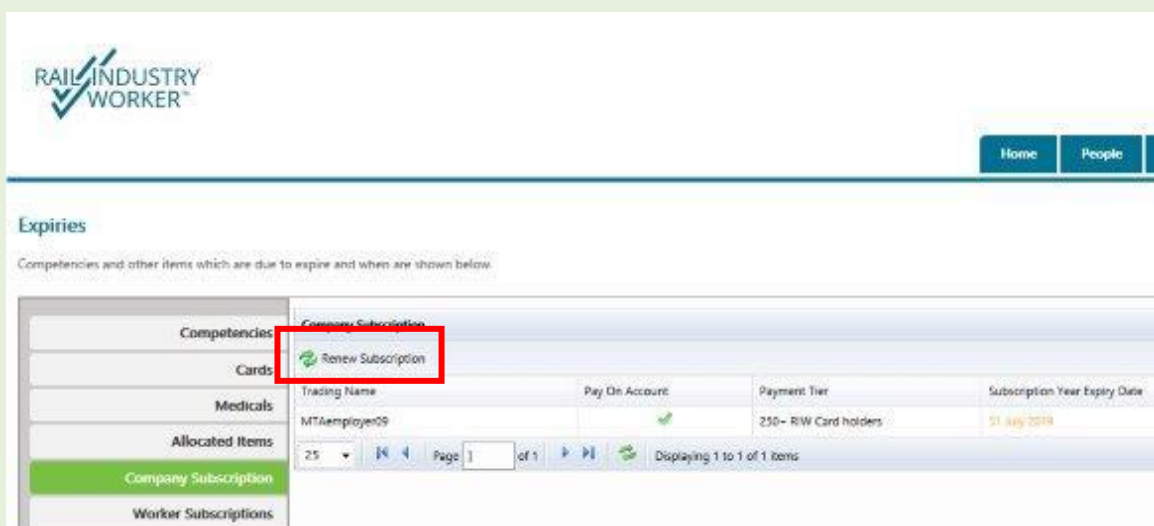 RAIL INDUSTRY
WORKER™
Home People
Expiries
Competencies and other items which are due to expire and when are shown below.
Competencies
Cards
Medicals
Allocated Items
Company Subscription
Worker Subscriptions
Company Subscription
Renew Subscription
Trading Name Pay On Account Payment Tier Subscription Year Expiry Date
MTAemployer09 250+ RIW Card holders 31 July 2019
25 Page 1 of 1 Displaying 1 to 1 of 1 items